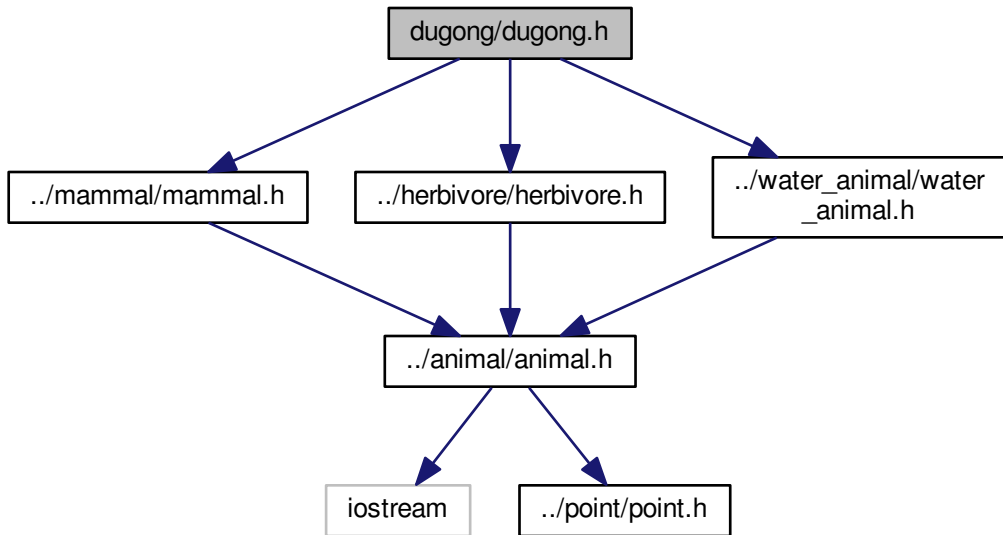 dugong/dugong.h
../mammal/mammal.h
../herbivore/herbivore.h
../water_animal/water
_animal.h
../animal/animal.h
iostream
../point/point.h